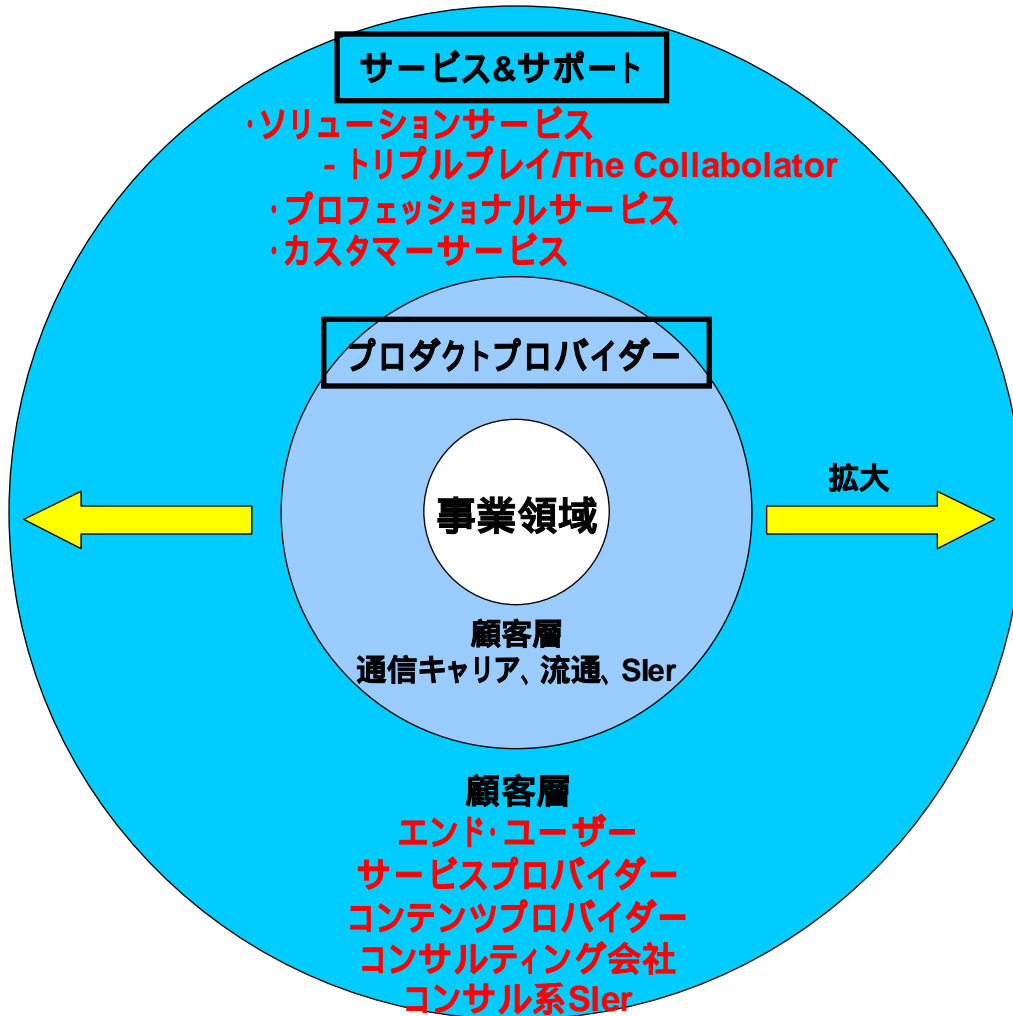 サービス&サポート
・ソリューションサービス
- トリプルプレイ/The Collabolator
・プロフェッショナルサービス
・カスタマーサービス
プロダクトプロバイダー
拡大
事業領域
顧客層
通信キャリア、流通、SIer
顧客層
エンド・ユーザー
サービスプロバイダー
コンテンツプロバイダー
コンサルティング会社
コンサル系SIer